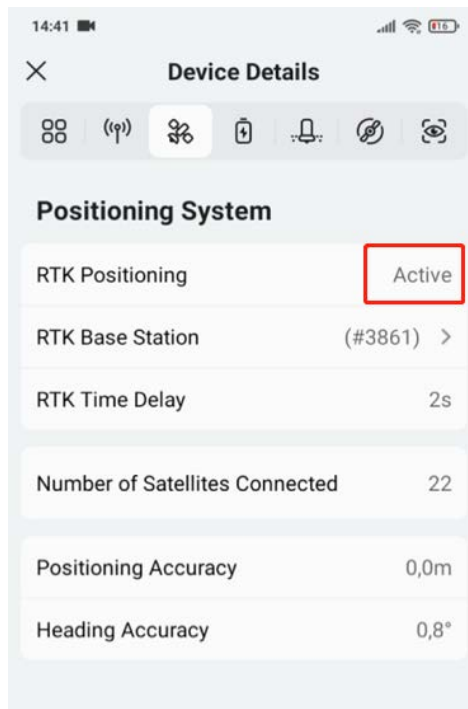 14:41
16
Device Details
Positioning System
RTK Positioning Active
RTK Base Station (#3861) >
RTK Time Delay 2s
Number of Satellites Connected 22
Positioning Accuracy 0,0m
Heading Accuracy 0,8°